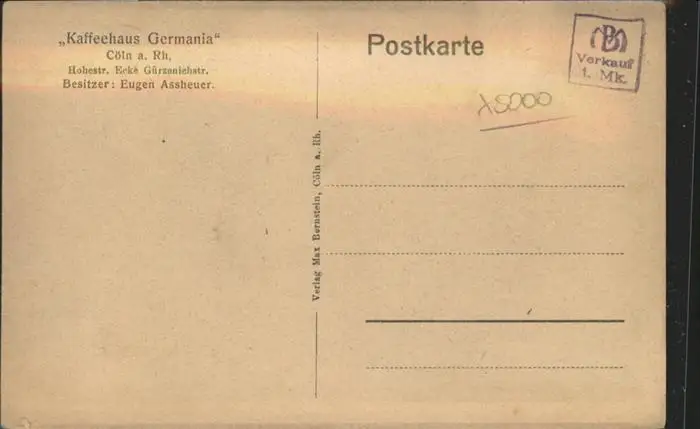 „Kaffeehaus Germania“
Cöln a. Rh,
Hohestr. Ecke Gürzenichstr.
Besitzer: Eugen Assheuer.
Verlag Max Bernstein, Cöln a. Rh.
Postkarte
Verkauf
1. Mk.
x5000